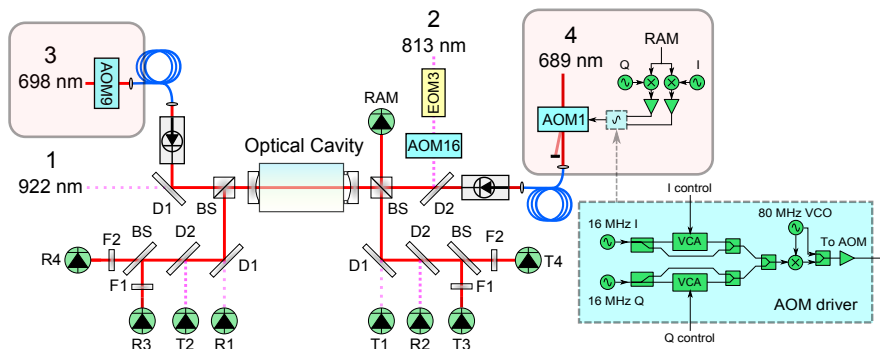 3
698 nm
AOM9
1
922 nm
D1
BS
Optical Cavity
RAM
2
813 nm
EOM3
AOM16
BS
D2
4
689 nm
AOM1
RAM
Q
I
R4
F2
BS
D2
D1
F1
R3
T2
R1
D1
D2
BS
F2
T4
F1
T1
R2
T3
I control
16 MHz I
VCA
80 MHz VCO
To AOM
16 MHz Q
VCA
AOM driver
Q control